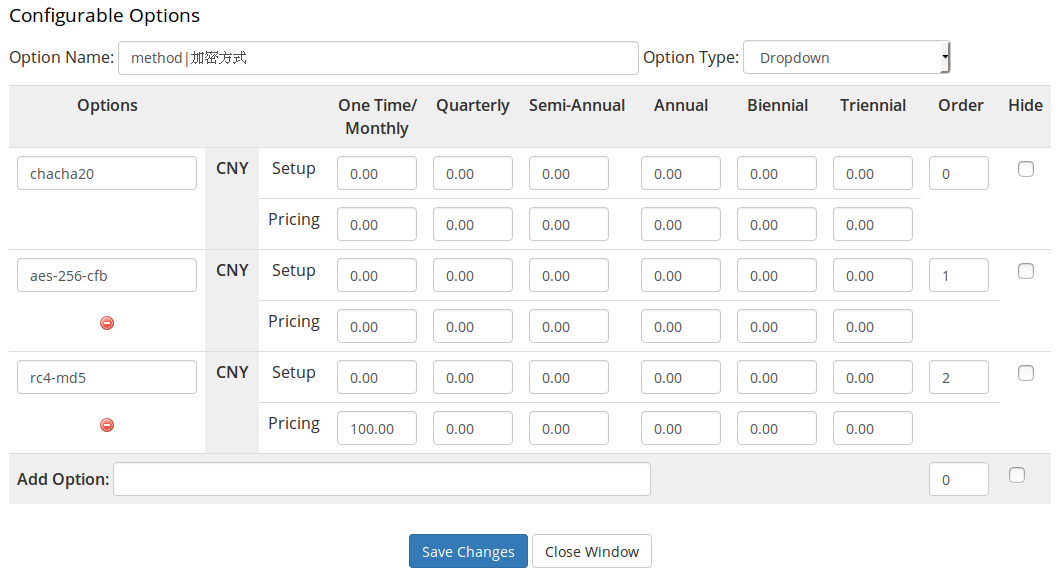 Configurable Options
Option Name: method|加密方式 Option Type: Dropdown
Options One Time/ Monthly Quarterly Semi-Annual Annual Biennial Triennial Order Hide
chacha20 CNY Setup 0.00 0.00 0.00 0.00 0.00 0.00 0
Pricing 0.00 0.00 0.00 0.00 0.00 0.00
aes-256-cfb CNY Setup 0.00 0.00 0.00 0.00 0.00 0.00 1
Pricing 0.00 0.00 0.00 0.00 0.00 0.00
rc4-md5 CNY Setup 0.00 0.00 0.00 0.00 0.00 0.00 2
Pricing 100.00 0.00 0.00 0.00 0.00 0.00
Add Option: 0
Save Changes Close Window